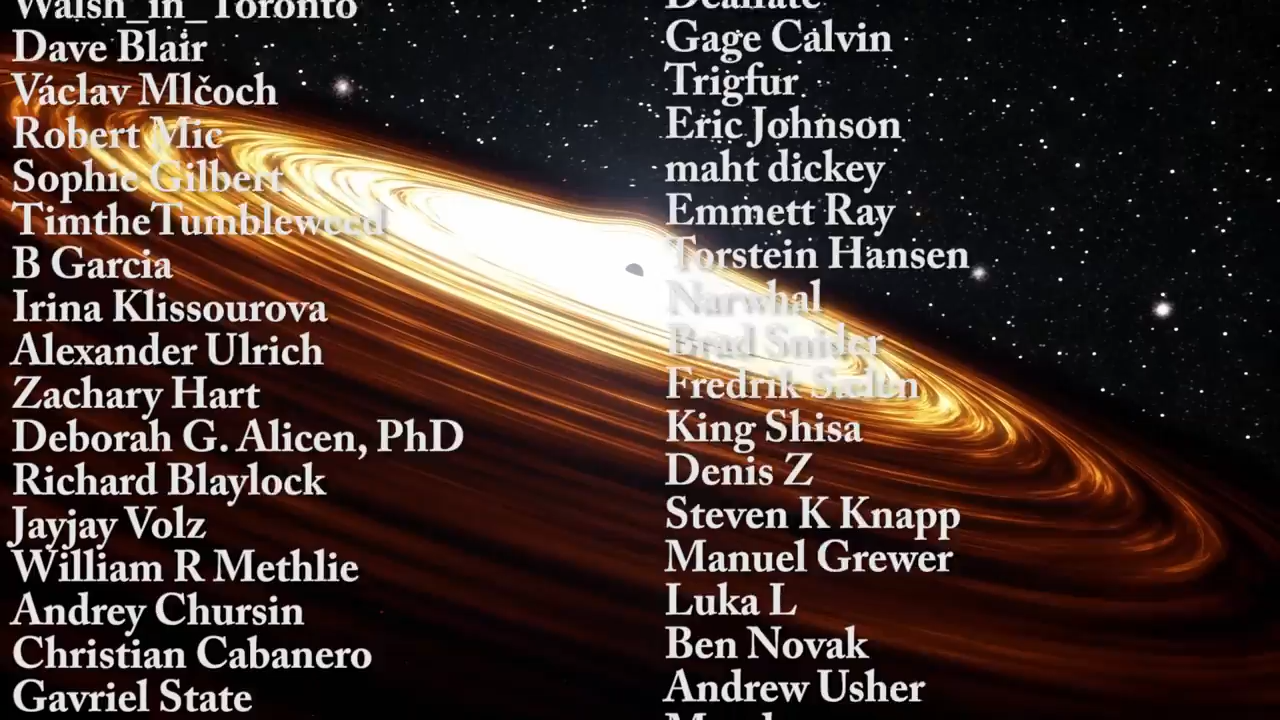 Walsh_in_Toronto
Dave Blair
Václav Mlčoch
Robert Mic
Sophie Gilbert
TimtheTumbleweed
B Garcia
Irina Klissourova
Alexander Ulrich
Zachary Hart
Deborah G. Alicen, PhD
Richard Blaylock
Jayjay Volz
William R Methlie
Andrey Chursin
Christian Cabanero
Gavriel State
Gage Calvin
Trigfur
Eric Johnson
maht dickey
Emmett Ray
Torstein Hansen
Narwhal
Brad Snider
Fredrik Sælen
King Shisa
Denis Z
Steven K Knapp
Manuel Grewer
Luka L
Ben Novak
Andrew Usher